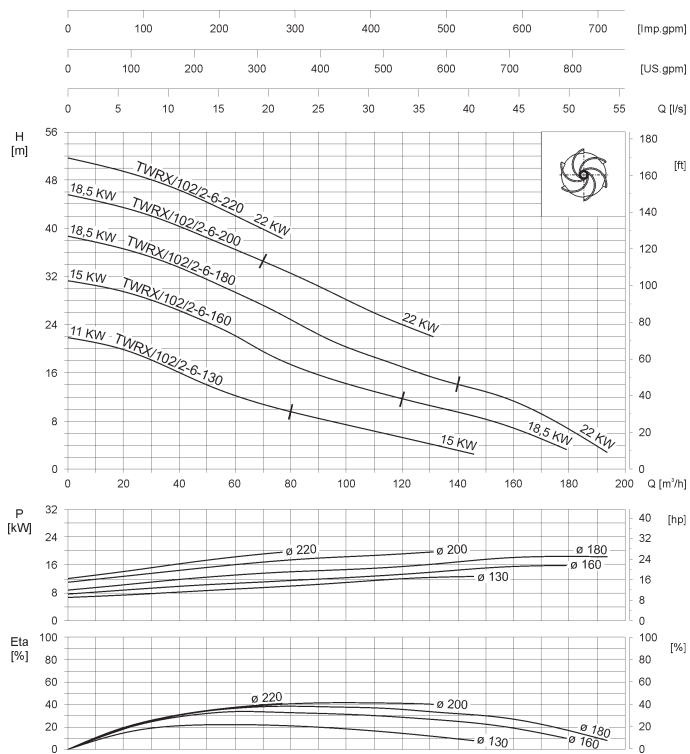 0 100 200 300 400 500 600 700 [Imp.gpm]
0 100 200 300 400 500 600 700 800 [US.gpm]
0 5 10 15 20 25 30 35 40 45 50 55 Q [l/s]
H
[m]
56
48
40
32
24
16
8
0
180
[ft]
160
140
120
100
80
60
40
20
0
TWRX/102/2-6-220
22 KW
18,5 KW TWRX/102/2-6-200
22 KW
18,5 KW TWRX/102/2-6-180
22 KW
15 KW TWRX/102/2-6-160
18,5 KW
11 KW TWRX/102/2-6-130
15 KW
0 20 40 60 80 100 120 140 160 180 200 Q [m³/h]
P
[kW]
32
24
16
8
0
40 [hp]
32
24
16
8
0
ø 220
ø 200
ø 180
ø 160
ø 130
Eta
[%]
100
80
60
40
20
0
100 [%]
80
60
40
20
0
ø 220
ø 200
ø 180
ø 160
ø 130